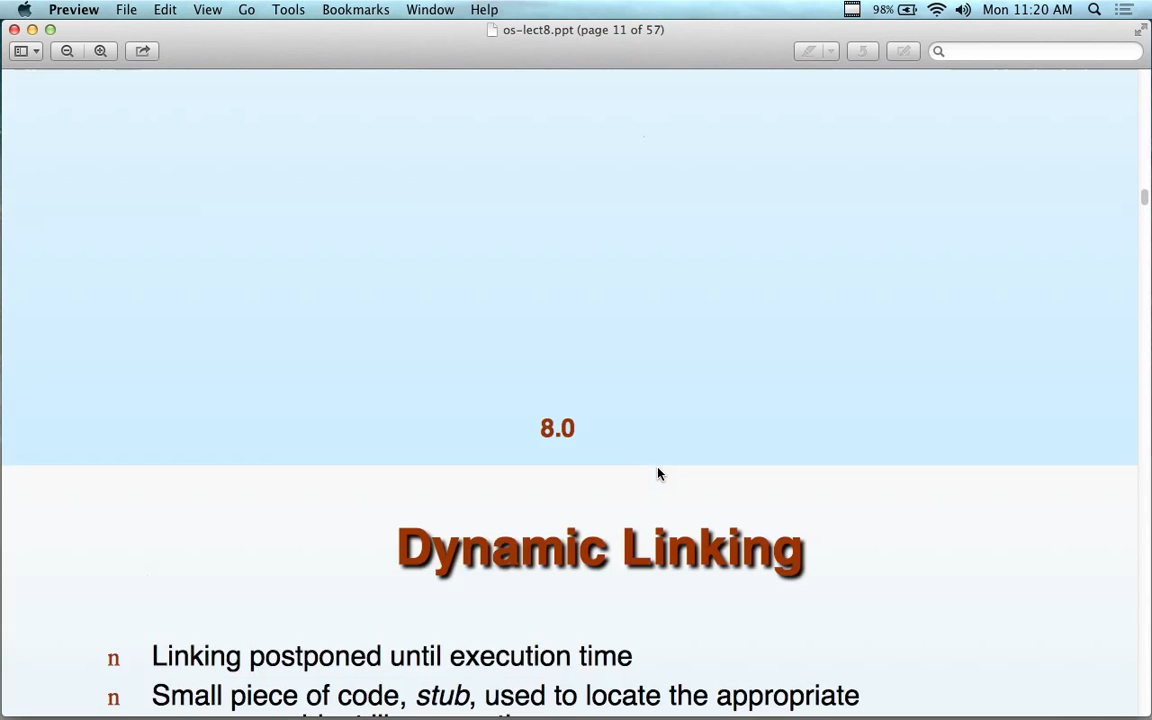 Preview File Edit View Go Tools Bookmarks Window Help 98% Mon 11:20 AM
os-lect8.ppt (page 11 of 57)
8.0
Dynamic Linking
n Linking postponed until execution time
n Small piece of code, stub, used to locate the appropriate